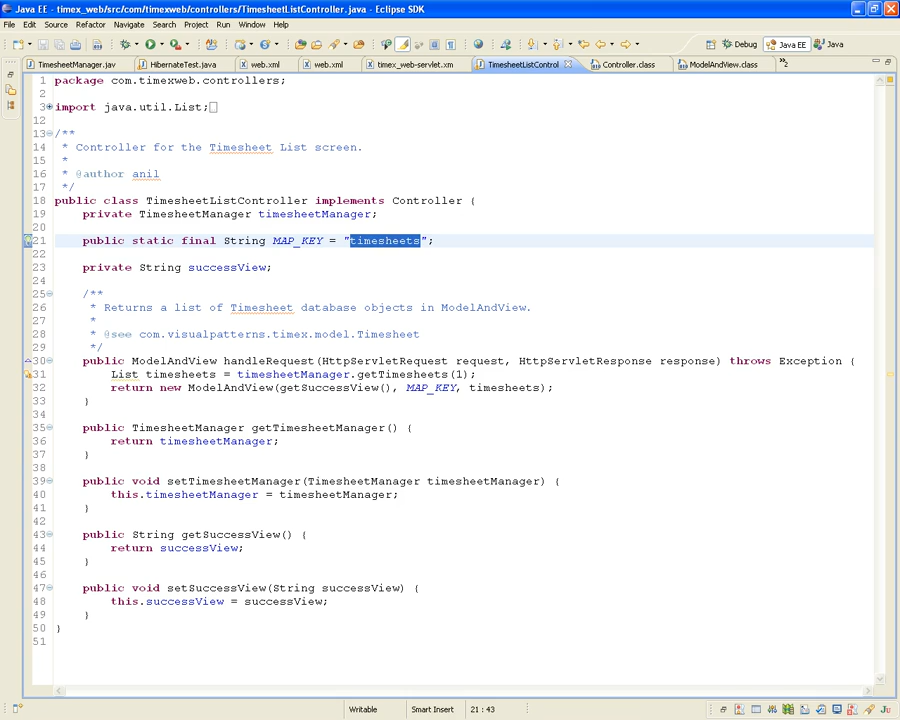 Java EE - timex_web/src/com/timexweb/controllers/TimesheetListController.java - Eclipse SDK
File Edit Source Refactor Navigate Search Project Run Window Help
Debug Java EE Java
TimesheetManager.jav HibernateTest.java web.xml web.xml timex_web-servlet.xm TimesheetListControl Controller.class ModelAndView.class »2
1 package com.timexweb.controllers;
2
3 import java.util.List;
12
13 /**
14 * Controller for the Timesheet List screen.
15 *
16 * @author anil
17 */
18 public class TimesheetListController implements Controller {
19 private TimesheetManager timesheetManager;
20
21 public static final String MAP_KEY = "timesheets";
22
23 private String successView;
24
25 /**
26 * Returns a list of Timesheet database objects in ModelAndView.
27 *
28 * @see com.visualpatterns.timex.model.Timesheet
29 */
30 public ModelAndView handleRequest(HttpServletRequest request, HttpServletResponse response) throws Exception {
31 List timesheets = timesheetManager.getTimesheets(1);
32 return new ModelAndView(getSuccessView(), MAP_KEY, timesheets);
33 }
34
35 public TimesheetManager getTimesheetManager() {
36 return timesheetManager;
37 }
38
39 public void setTimesheetManager(TimesheetManager timesheetManager) {
40 this.timesheetManager = timesheetManager;
41 }
42
43 public String getSuccessView() {
44 return successView;
45 }
46
47 public void setSuccessView(String successView) {
48 this.successView = successView;
49 }
50 }
51
Writable Smart Insert 21 : 43